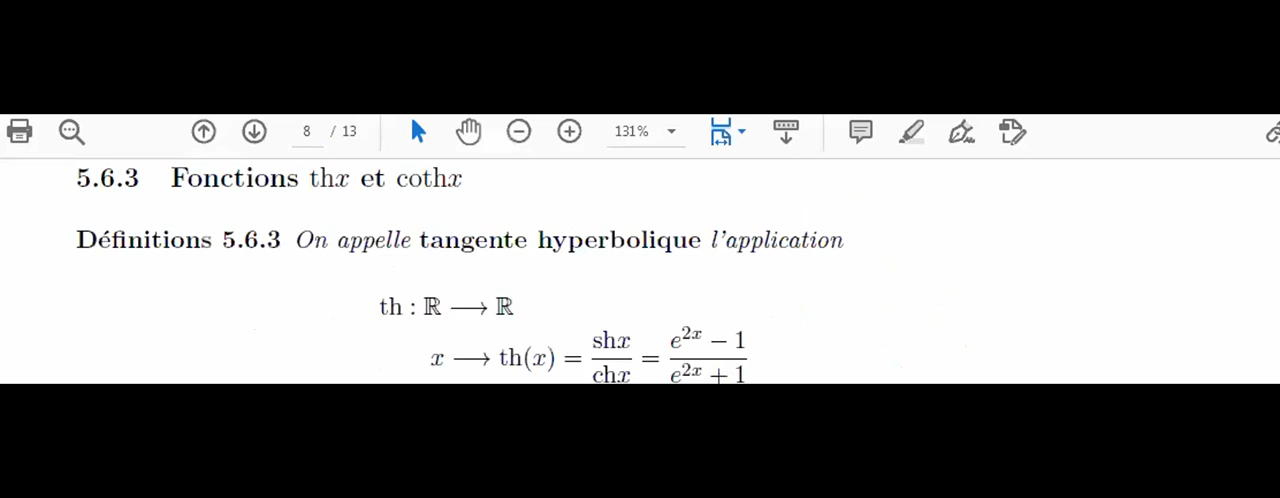 8 / 13 131%
5.6.3 Fonctions thx et cothx
Définitions 5.6.3 On appelle tangente hyperbolique l'application
th : ℝ ⟶ ℝ
x ⟶ th(x) = shx/chx = (e^{2x} − 1)/(e^{2x} + 1)